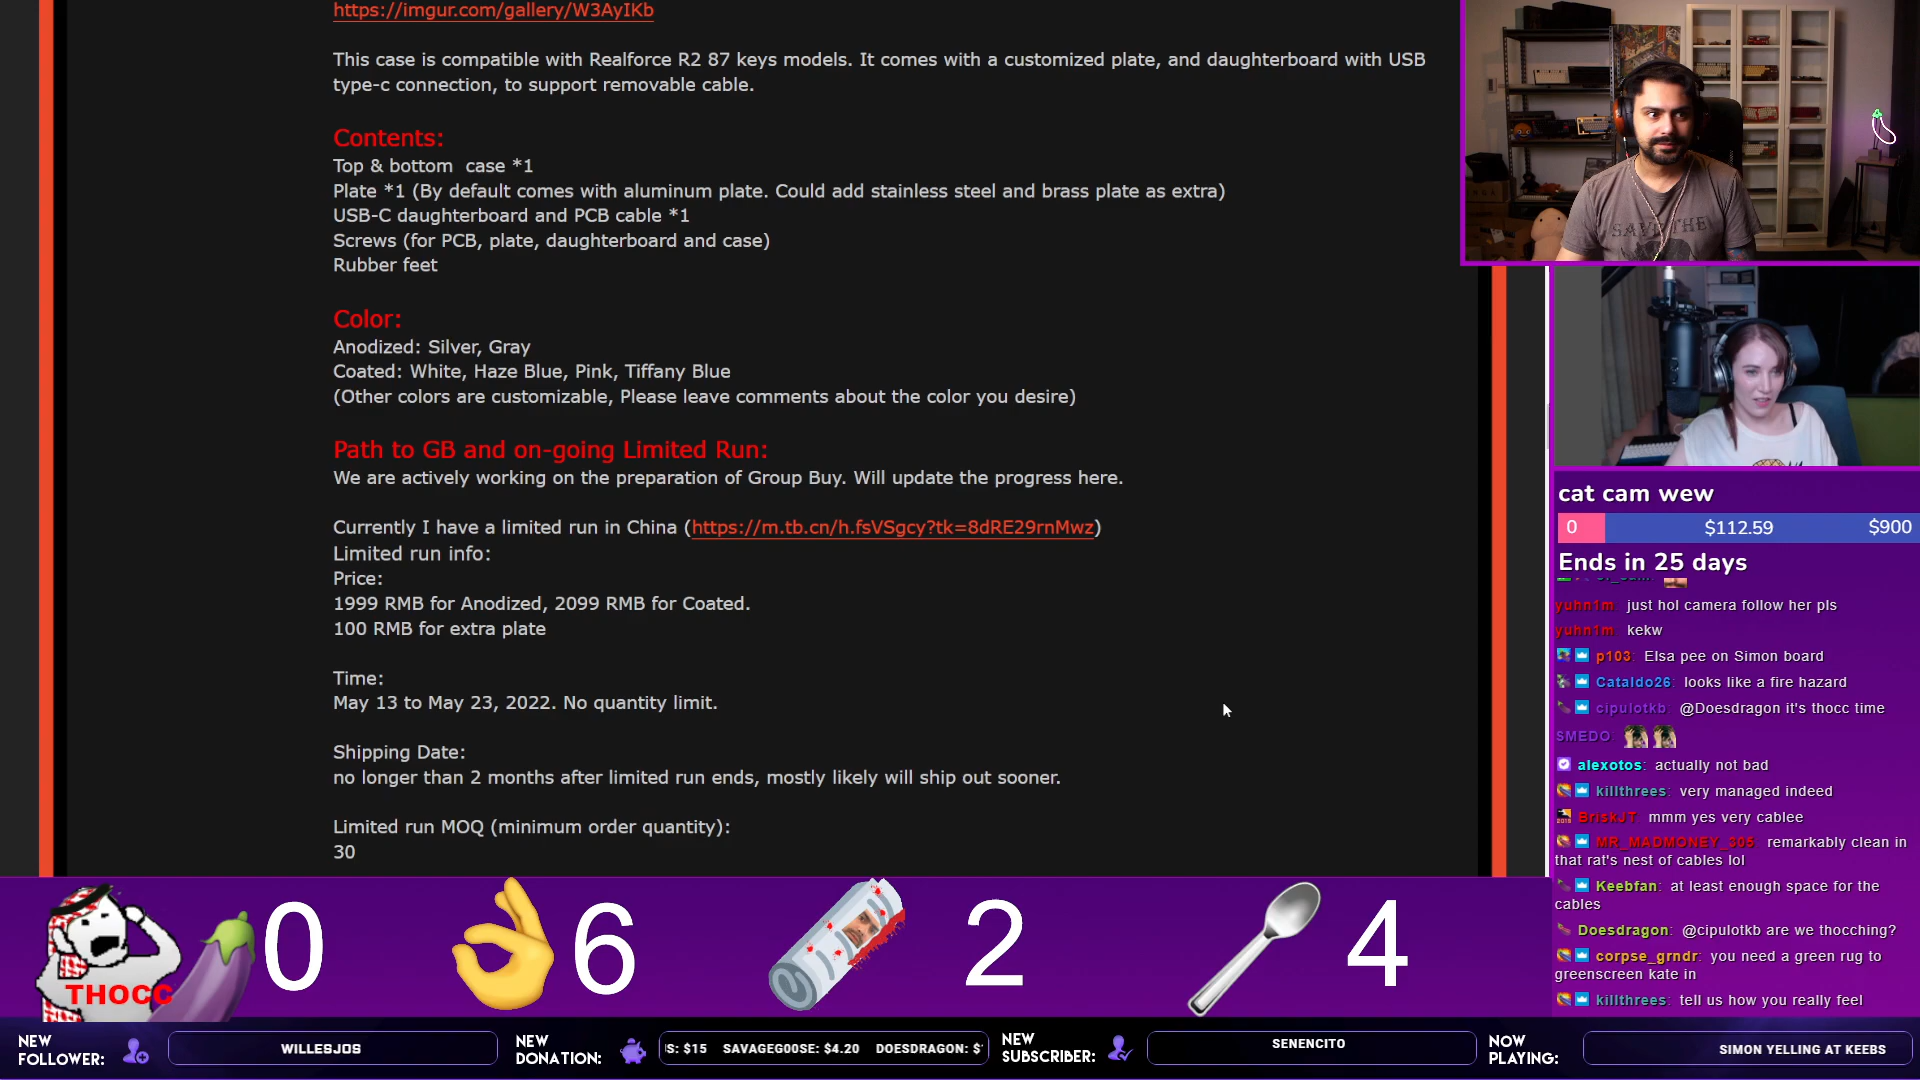 https://imgur.com/gallery/W3AyIKb
This case is compatible with Realforce R2 87 keys models. It comes with a customized plate, and daughterboard with USB
type-c connection, to support removable cable.
Contents:
Top & bottom  case *1
Plate *1 (By default comes with aluminum plate. Could add stainless steel and brass plate as extra)
USB-C daughterboard and PCB cable *1
Screws (for PCB, plate, daughterboard and case)
Rubber feet
Color:
Anodized: Silver, Gray
Coated: White, Haze Blue, Pink, Tiffany Blue
(Other colors are customizable, Please leave comments about the color you desire)
Path to GB and on-going Limited Run:
We are actively working on the preparation of Group Buy. Will update the progress here.
Currently I have a limited run in China (https://m.tb.cn/h.fsVSgcy?tk=8dRE29rnMwz)
Limited run info:
Price:
1999 RMB for Anodized, 2099 RMB for Coated.
100 RMB for extra plate
Time:
May 13 to May 23, 2022. No quantity limit.
Shipping Date:
no longer than 2 months after limited run ends, mostly likely will ship out sooner.
Limited run MOQ (minimum order quantity):
30
SAVE THE
cat cam wew
0 $112.59 $900
Ends in 25 days
yuhn1m: just hol camera follow her pls
yuhn1m: kekw
p103: Elsa pee on Simon board
Cataldo26: looks like a fire hazard
cipulotkb: @Doesdragon it's thocc time
SMEDO:
alexotos: actually not bad
killthrees: very managed indeed
BriskJT: mmm yes very cablee
MR_MADMONEY_305: remarkably clean in
that rat's nest of cables lol
Keebfan: at least enough space for the
cables
Doesdragon: @cipulotkb are we thocching?
corpse_grndr: you need a green rug to
greenscreen kate in
killthrees: tell us how you really feel
THOCC 0 6 2 4
NEW
FOLLOWER:
WILLESJOS
NEW
DONATION:
S: $15 SAVAGEG00SE: $4.20 DOESDRAGON: $
NEW
SUBSCRIBER:
SENENCITO
NOW
PLAYING:
SIMON YELLING AT KEEBS